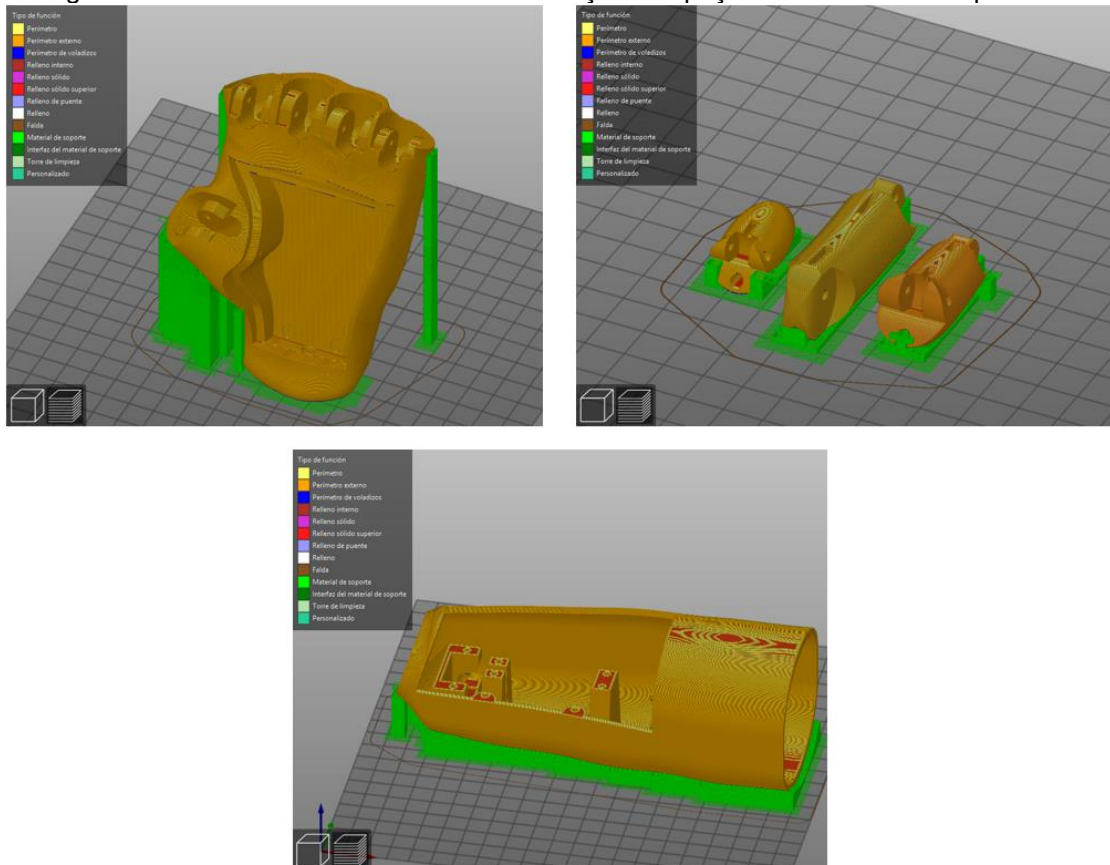 Tipo de función
Perímetro
Perímetro externo
Perímetro de voladizos
Relleno interno
Relleno sólido
Relleno sólido superior
Relleno de puente
Relleno
Falda
Material de soporte
Interfaz del material de soporte
Torre de limpieza
Personalizado
Tipo de función
Perímetro
Perímetro externo
Perímetro de voladizos
Relleno interno
Relleno sólido
Relleno sólido superior
Relleno de puente
Relleno
Falda
Material de soporte
Interfaz del material de soporte
Torre de limpieza
Personalizado
Tipo de función
Perímetro
Perímetro externo
Perímetro de voladizos
Relleno interno
Relleno sólido
Relleno sólido superior
Relleno de puente
Relleno
Falda
Material de soporte
Interfaz del material de soporte
Torre de limpieza
Personalizado